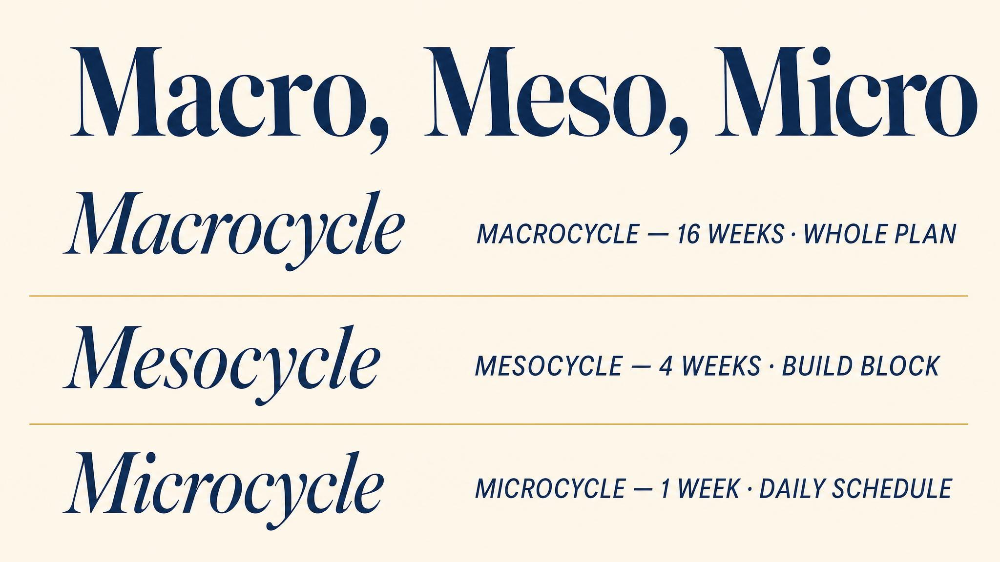 Macro, Meso, Micro
Macrocycle
MACROCYCLE — 16 WEEKS · WHOLE PLAN
Mesocycle
MESOCYCLE — 4 WEEKS · BUILD BLOCK
Microcycle
MICROCYCLE — 1 WEEK · DAILY SCHEDULE